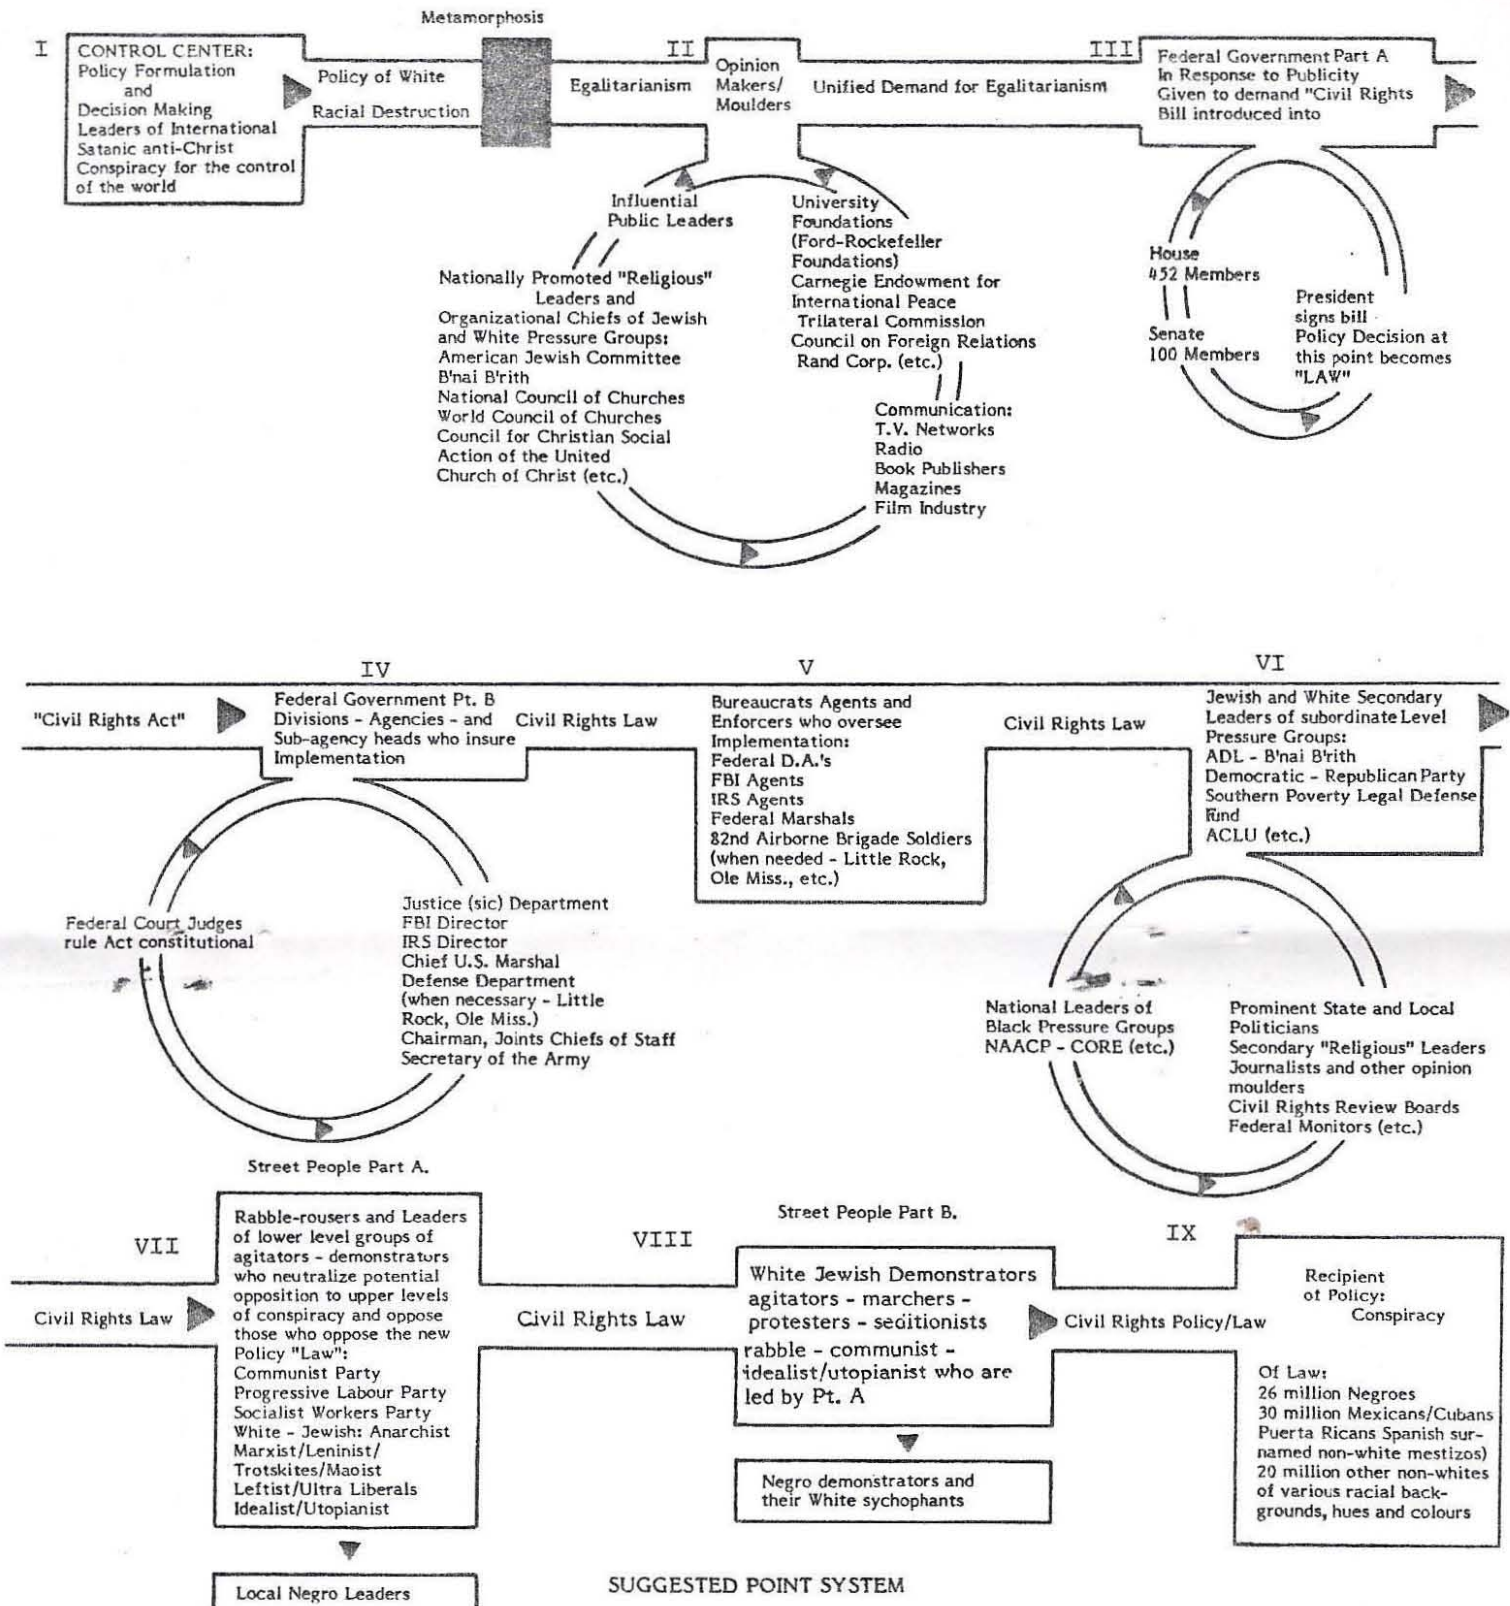 Metamorphosis
I
CONTROL CENTER:
Policy Formulation
and
Decision Making
Leaders of International
Satanic anti-Christ
Conspiracy for the control
of the world
Policy of White
Racial Destruction
Egalitarianism
II
Opinion
Makers/
Moulders
Unified Demand for Egalitarianism
III
Federal Government Part A
In Response to Publicity
Given to demand "Civil Rights
Bill introduced into
Influential
Public Leaders
Nationally Promoted "Religious"
Leaders and
Organizational Chiefs of Jewish
and White Pressure Groups:
American Jewish Committee
B'nai B'rith
National Council of Churches
World Council of Churches
Council for Christian Social
Action of the United
Church of Christ (etc.)
University
Foundations
(Ford-Rockefeller
Foundations)
Carnegie Endowment for
International Peace
Trilateral Commission
Council on Foreign Relations
Rand Corp. (etc.)
Communication:
T.V. Networks
Radio
Book Publishers
Magazines
Film Industry
House
452 Members
Senate
100 Members
President
signs bill
Policy Decision at
this point becomes
"LAW"
"Civil Rights Act"
IV
Federal Government Pt. B
Divisions - Agencies - and
Sub-agency heads who insure
Implementation
Civil Rights Law
V
Bureaucrats Agents and
Enforcers who oversee
Implementation:
Federal D.A.'s
FBI Agents
IRS Agents
Federal Marshals
82nd Airborne Brigade Soldiers
(when needed - Little Rock,
Ole Miss., etc.)
Civil Rights Law
VI
Jewish and White Secondary
Leaders of subordinate Level
Pressure Groups:
ADL - B'nai B'rith
Democratic - Republican Party
Southern Poverty Legal Defense
Fund
ACLU (etc.)
Federal Court Judges
rule Act constitutional
Justice (sic) Department
FBI Director
IRS Director
Chief U.S. Marshal
Defense Department
(when necessary - Little
Rock, Ole Miss.)
Chairman, Joints Chiefs of Staff
Secretary of the Army
National Leaders of
Black Pressure Groups
NAACP - CORE (etc.)
Prominent State and Local
Politicians
Secondary "Religious" Leaders
Journalists and other opinion
moulders
Civil Rights Review Boards
Federal Monitors (etc.)
Street People Part A.
VII
Civil Rights Law
Rabble-rousers and Leaders
of lower level groups of
agitators - demonstrators
who neutralize potential
opposition to upper levels
of conspiracy and oppose
those who oppose the new
Policy "Law":
Communist Party
Progressive Labour Party
Socialist Workers Party
White - Jewish: Anarchist
Marxist/Leninist/
Trotskites/Maoist
Leftist/Ultra Liberals
Idealist/Utopianist
Local Negro Leaders
VIII
Civil Rights Law
Street People Part B.
White Jewish Demonstrators
agitators - marchers -
protesters - seditionists
rabble - communist -
idealist/utopianist who are
led by Pt. A
Negro demonstrators and
their White sychophants
Civil Rights Policy/Law
IX
Recipient
of Policy:
Conspiracy
Of Law:
26 million Negroes
30 million Mexicans/Cubans
Puerta Ricans Spanish sur-
named non-white mestizos)
20 million other non-whites
of various racial back-
grounds, hues and colours
SUGGESTED POINT SYSTEM